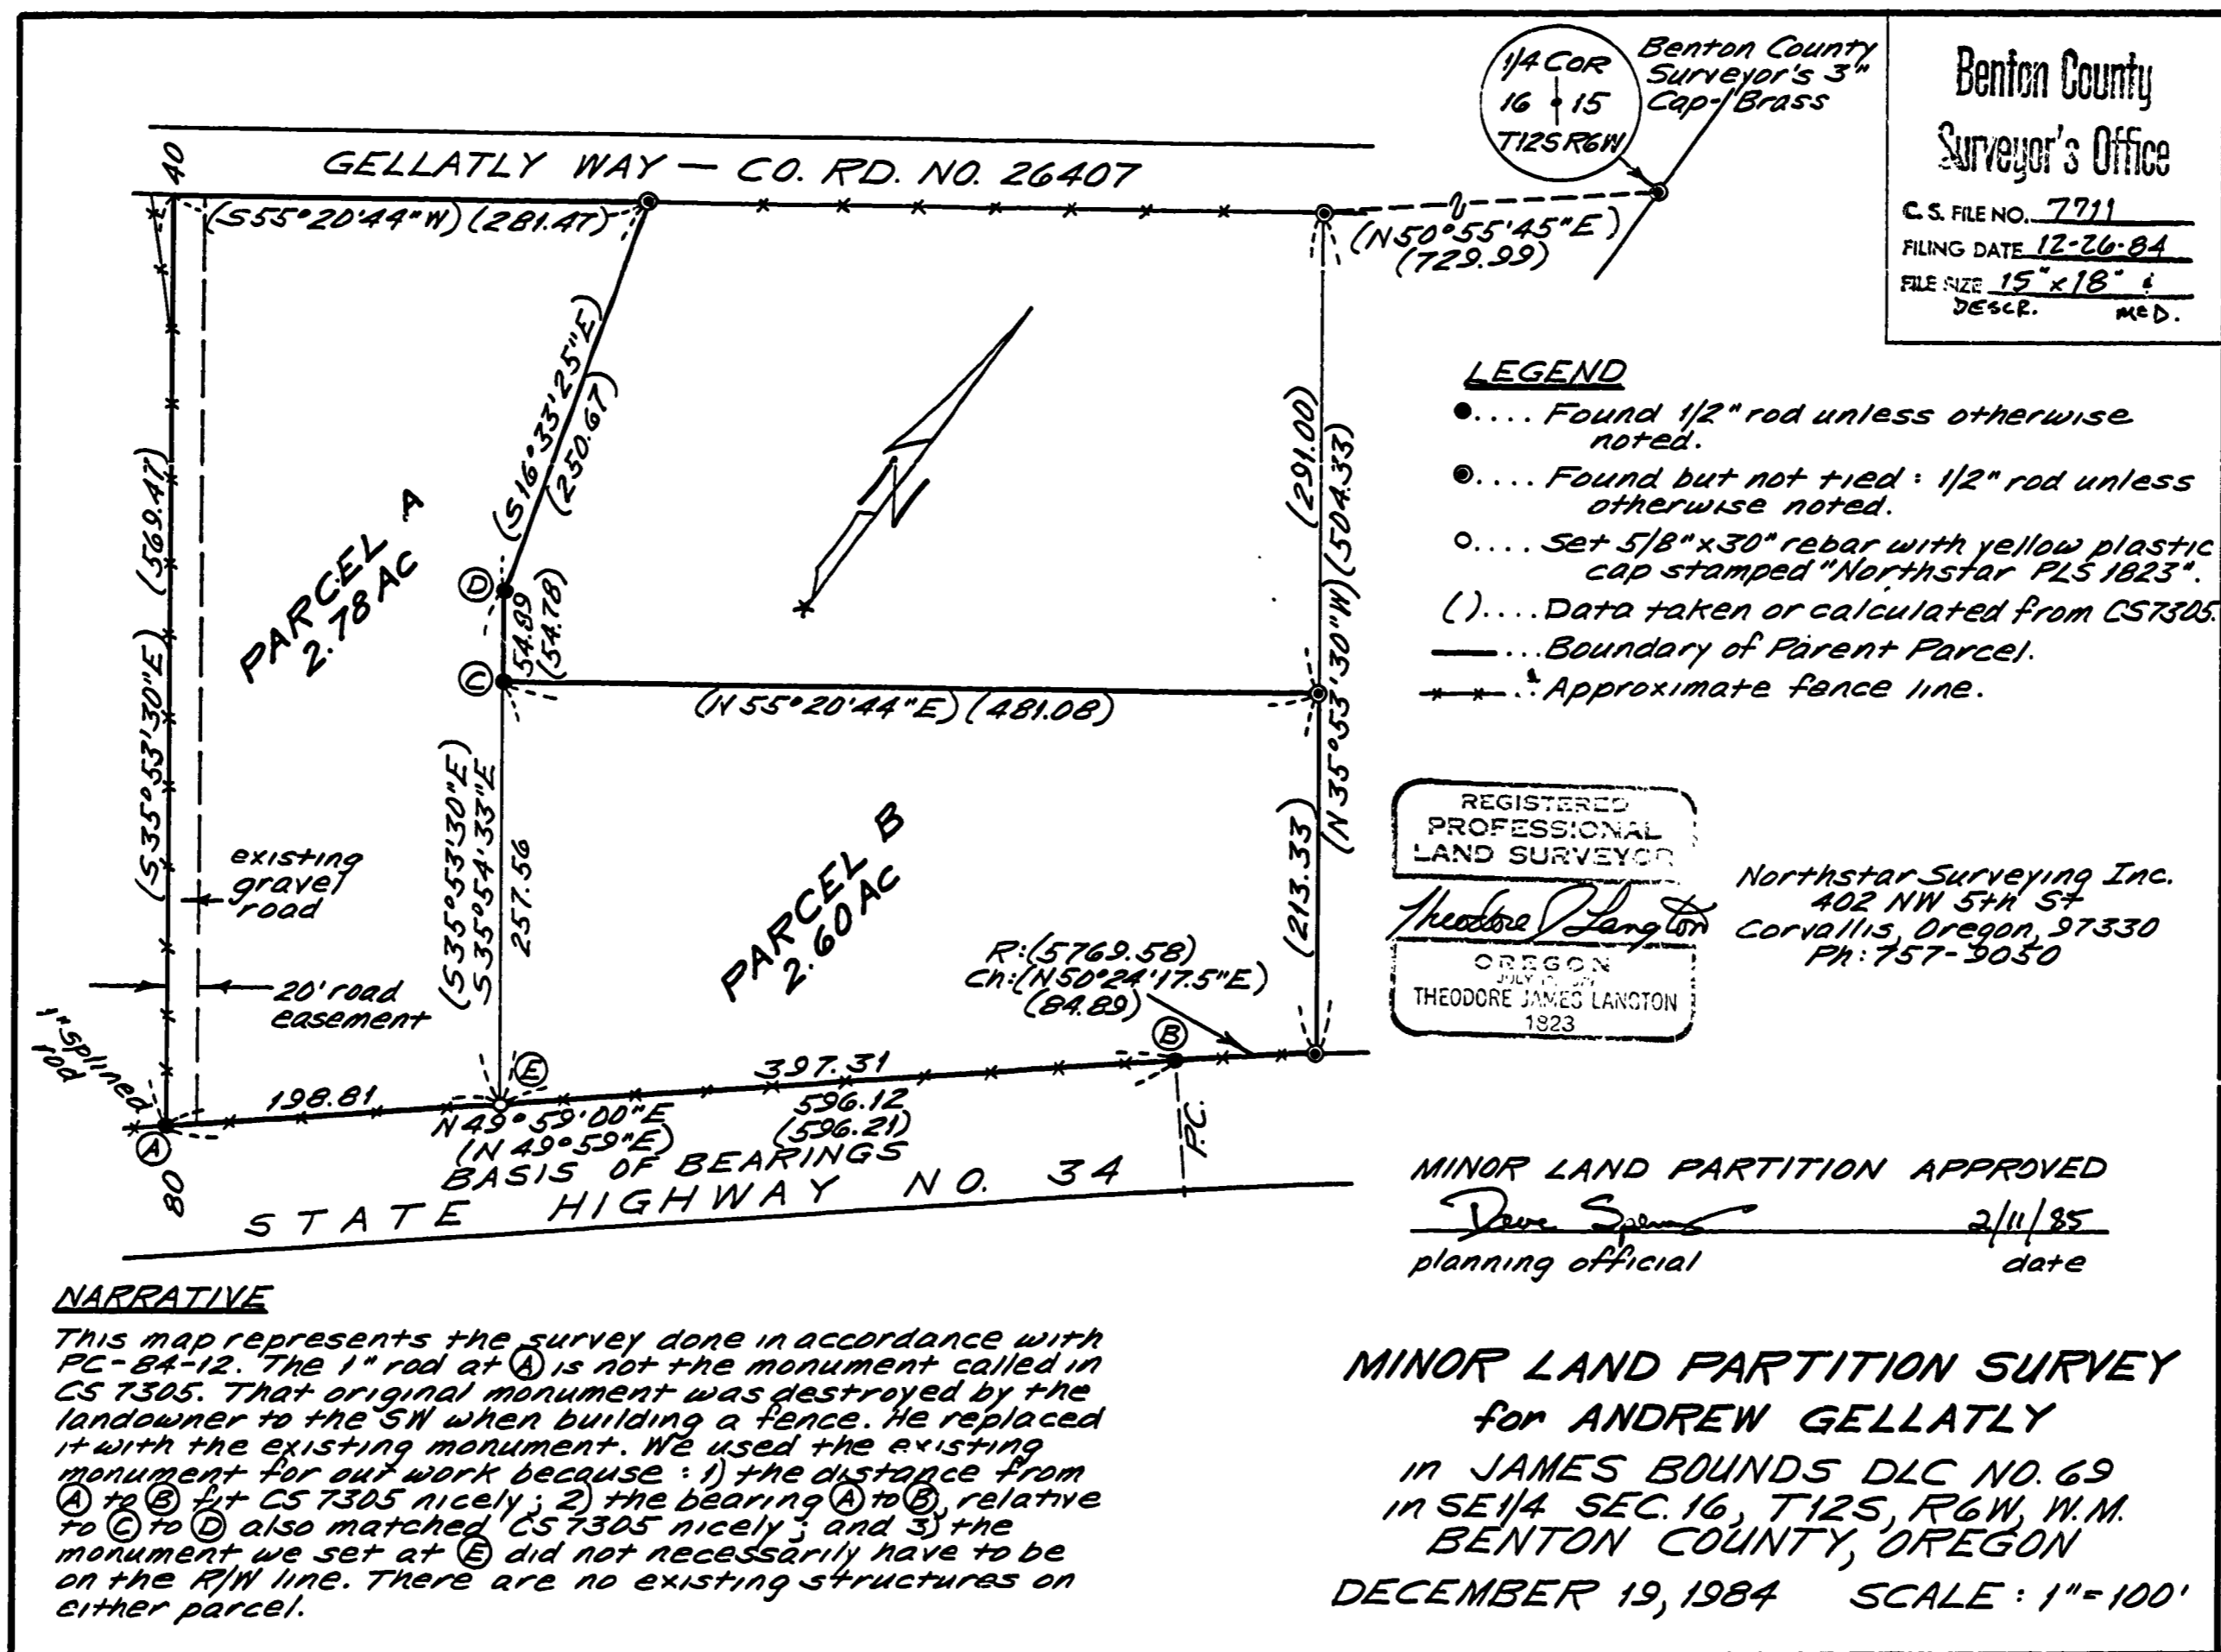 1/4 COR
16 15
T12S R6W
Benton County
Surveyor's 3"
Cap-Brass
Benton County
Surveyor's Office
C. S. FILE NO. 7711
FILING DATE 12-26-84
FILE SIZE 15" x 18" &
DESCR. McD.
40
GELLATLY WAY — CO. RD. NO. 26407
(S55°20'44"W) (281.47)
(N50°55'45"E)
(729.99)
(S16°33'25"E)
(250.67)
(291.00)
(N35°53'30"W) (504.33)
(213.33)
(S35°53'30"E) (569.47)
PARCEL A
2.78 AC
N
D
54.89
(54.78)
C
(N55°20'44"E) (481.08)
(S35°53'30"E)
S35°54'33"E
257.56
PARCEL B
2.60 AC
existing
gravel
road
20' road
easement
R:(5769.58)
Ch:(N50°24'17.5"E)
(84.89)
B
E
1" splined
rod
A
80
198.81
397.31
N49°59'00"E
(N49°59"E)
596.12
(596.21)
BASIS OF BEARINGS
P.C.
STATE HIGHWAY NO. 34
LEGEND
●.... Found 1/2" rod unless otherwise
noted.
◉.... Found but not tied: 1/2" rod unless
otherwise noted.
○.... Set 5/8"x30" rebar with yellow plastic
cap stamped "Northstar PLS 1823".
().... Data taken or calculated from CS7305.
... Boundary of Parent Parcel.
.. Approximate fence line.
REGISTERED
PROFESSIONAL
LAND SURVEYOR
Theodore J Langton
OREGON
JULY
THEODORE JAMES LANGTON
1823
Northstar Surveying Inc.
402 NW 5th St
Corvallis, Oregon, 97330
Ph: 757-9050
MINOR LAND PARTITION APPROVED
Dave 2/11/85
planning official date
NARRATIVE
This map represents the survey done in accordance with
PC-84-12. The 1" rod at A is not the monument called in
CS 7305. That original monument was destroyed by the
landowner to the SW when building a fence. He replaced
it with the existing monument. We used the existing
monument for our work because: 1) the distance from
A to B fit CS 7305 nicely; 2) the bearing A to B, relative
to C to D also matched CS 7305 nicely; and 3) the
monument we set at E did not necessarily have to be
on the R/W line. There are no existing structures on
either parcel.
MINOR LAND PARTITION SURVEY
for ANDREW GELLATLY
in JAMES BOUNDS DLC NO. 69
in SE1/4 SEC. 16, T12S, R6W, W.M.
BENTON COUNTY, OREGON
DECEMBER 19, 1984 SCALE: 1"=100'